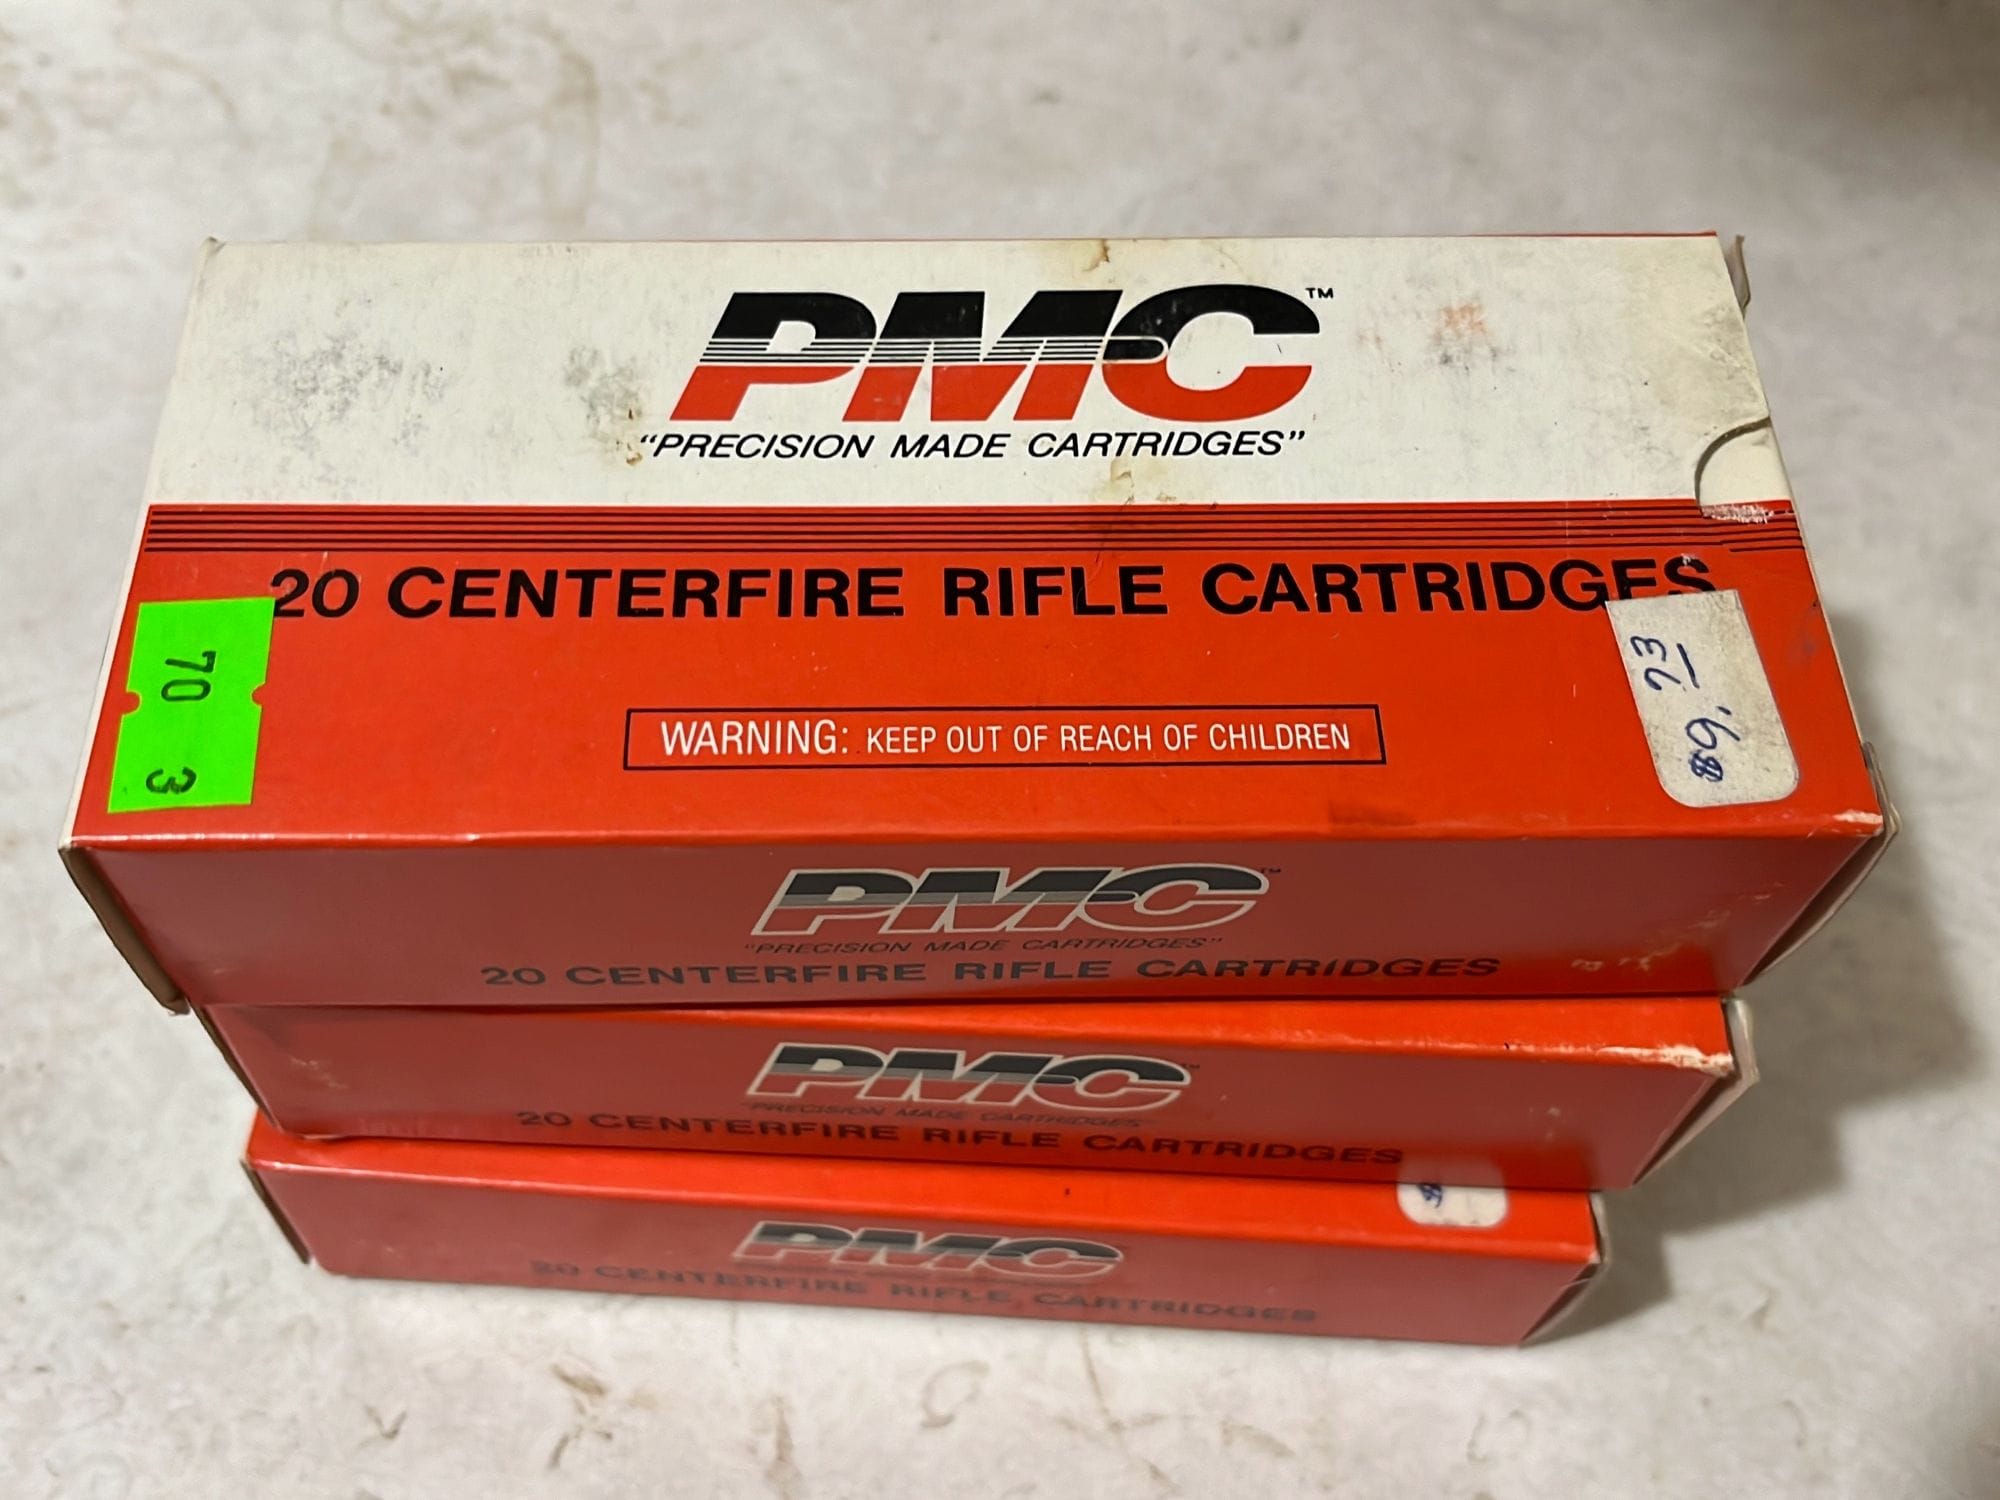 PMC™
"PRECISION MADE CARTRIDGES"
20 CENTERFIRE RIFLE CARTRIDGES
70
3
WARNING: KEEP OUT OF REACH OF CHILDREN
$9.73
PMC™
"PRECISION MADE CARTRIDGES"
20 CENTERFIRE RIFLE CARTRIDGES
PMC™
"PRECISION MADE CARTRIDGES"
20 CENTERFIRE RIFLE CARTRIDGES
PMC
20 CENTERFIRE RIFLE CARTRIDGES